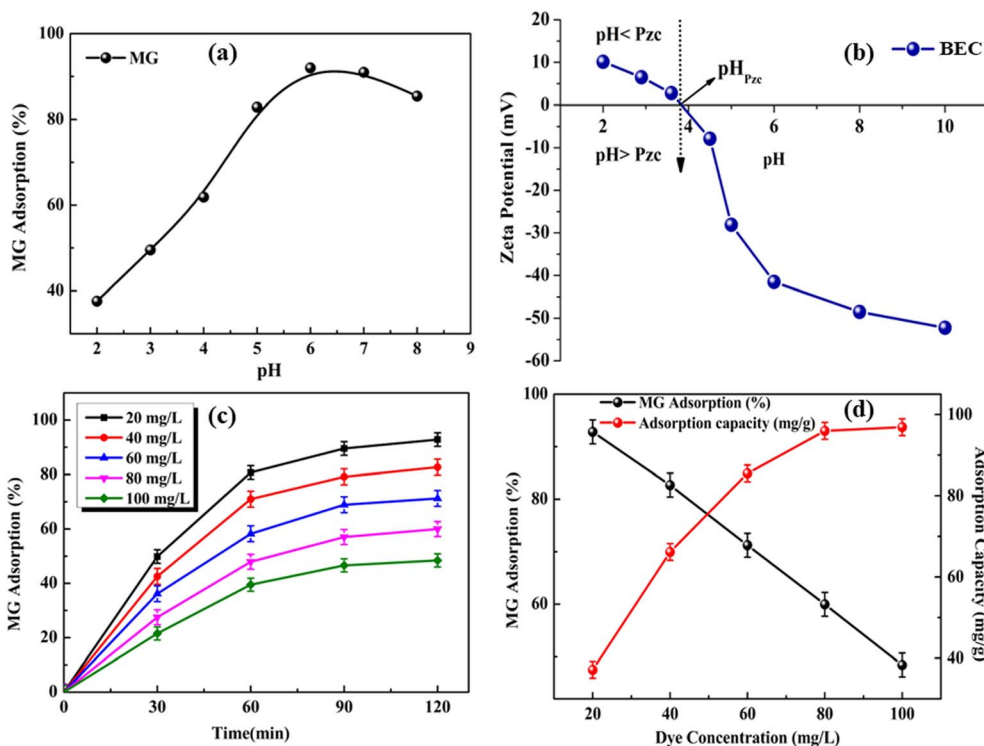 (a)
MG
MG Adsorption (%)
100
80
60
40
2 3 4 5 6 7 8 9
pH
(b)
BEC
pH< Pzc
pH Pzc
pH> Pzc
Zeta Potential (mV)
20
10
0
-10
-20
-30
-40
-50
-60
2 4 6 8 10
pH
(c)
20 mg/L
40 mg/L
60 mg/L
80 mg/L
100 mg/L
MG Adsorption (%)
100
80
60
40
20
0
0 30 60 90 120
Time(min)
(d)
MG Adsorption (%)
Adsorption capacity (mg/g)
MG Adsorption (%)
100
80
60
Adsorption Capacity (mg/g)
100
80
60
40
20 40 60 80 100
Dye Concentration (mg/L)